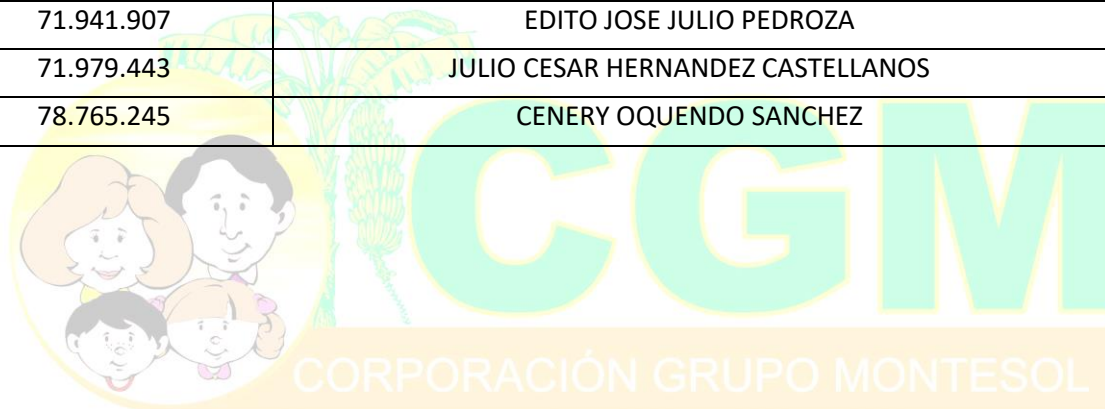 71.941.907 EDITO JOSE JULIO PEDROZA
71.979.443 JULIO CESAR HERNANDEZ CASTELLANOS
78.765.245 CENERY OQUENDO SANCHEZ
CGM
CORPORACIÓN GRUPO MONTESOL